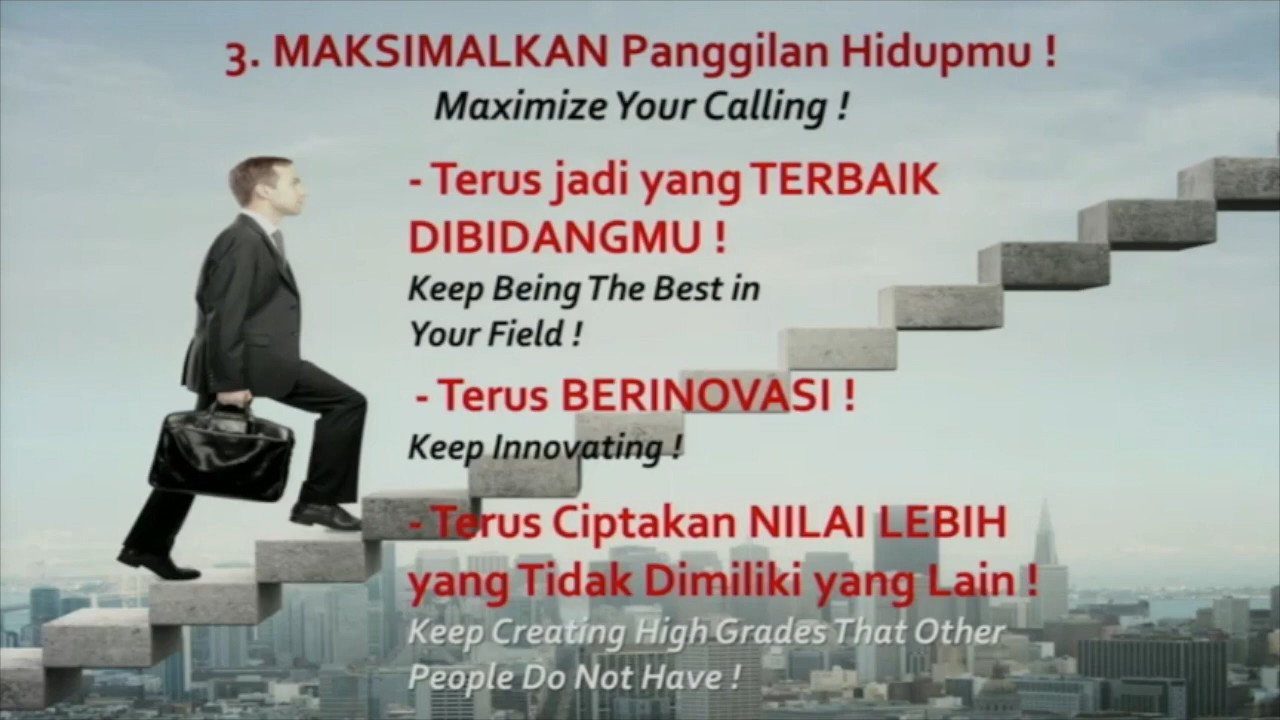 3. MAKSIMALKAN Panggilan Hidupmu !
Maximize Your Calling !
- Terus jadi yang TERBAIK
DIBIDANGMU !
Keep Being The Best in
Your Field !
- Terus BERINOVASI !
Keep Innovating !
- Terus Ciptakan NILAI LEBIH
yang Tidak Dimiliki yang Lain !
Keep Creating High Grades That Other
People Do Not Have !